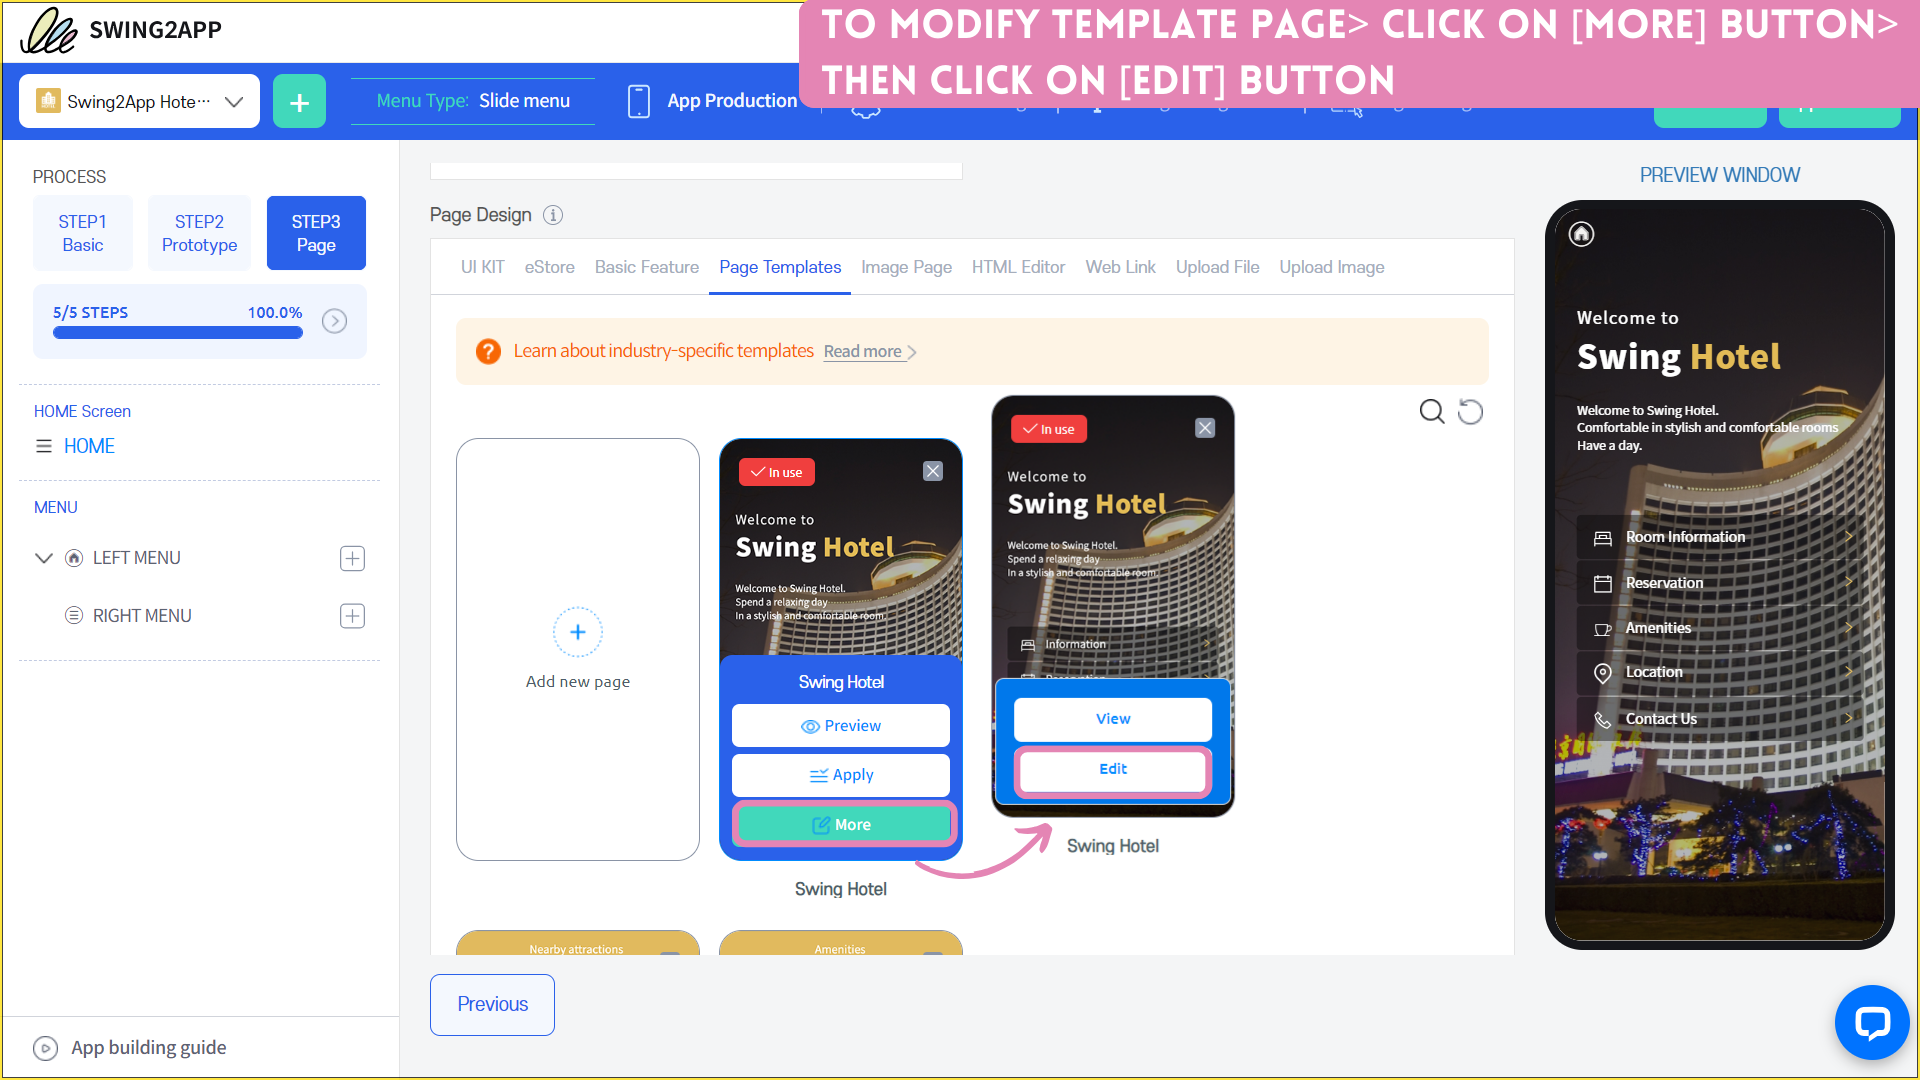 SWING2APP
TO MODIFY TEMPLATE PAGE> CLICK ON [MORE] BUTTON>
THEN CLICK ON [EDIT] BUTTON
Swing2App Hote···
+
Menu Type: Slide menu
App Production
PROCESS
STEP1
Basic
STEP2
Prototype
STEP3
Page
5/5 STEPS
100.0%
HOME Screen
HOME
MENU
LEFT MENU
RIGHT MENU
App building guide
Page Design
UI KIT
eStore
Basic Feature
Page Templates
Image Page
HTML Editor
Web Link
Upload File
Upload Image
Learn about industry-specific templates
Read more
Add new page
In use
Welcome to
Swing Hotel
Welcome to Swing Hotel.
Spend a relaxing day
In a stylish and comfortable room.
Swing Hotel
Preview
Apply
More
Swing Hotel
In use
Welcome to
Swing Hotel
Welcome to Swing Hotel.
Spend a relaxing day
In a stylish and comfortable room.
Information
View
Edit
Swing Hotel
Nearby attractions
Amenities
Previous
PREVIEW WINDOW
Welcome to
Swing Hotel
Welcome to Swing Hotel.
Comfortable in stylish and comfortable rooms
Have a day.
Room Information
Reservation
Amenities
Location
Contact Us